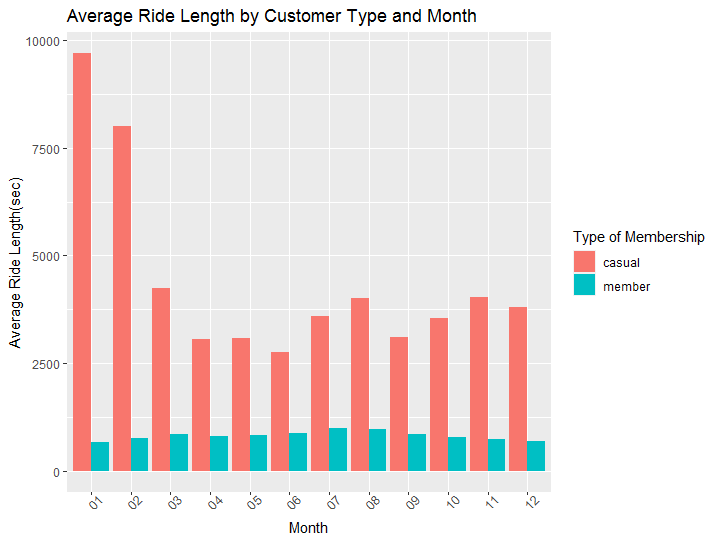 Average Ride Length by Customer Type and Month
Average Ride Length(sec)
10000
7500
5000
2500
0
01 02 03 04 05 06 07 08 09 10 11 12
Month
Type of Membership
casual
member